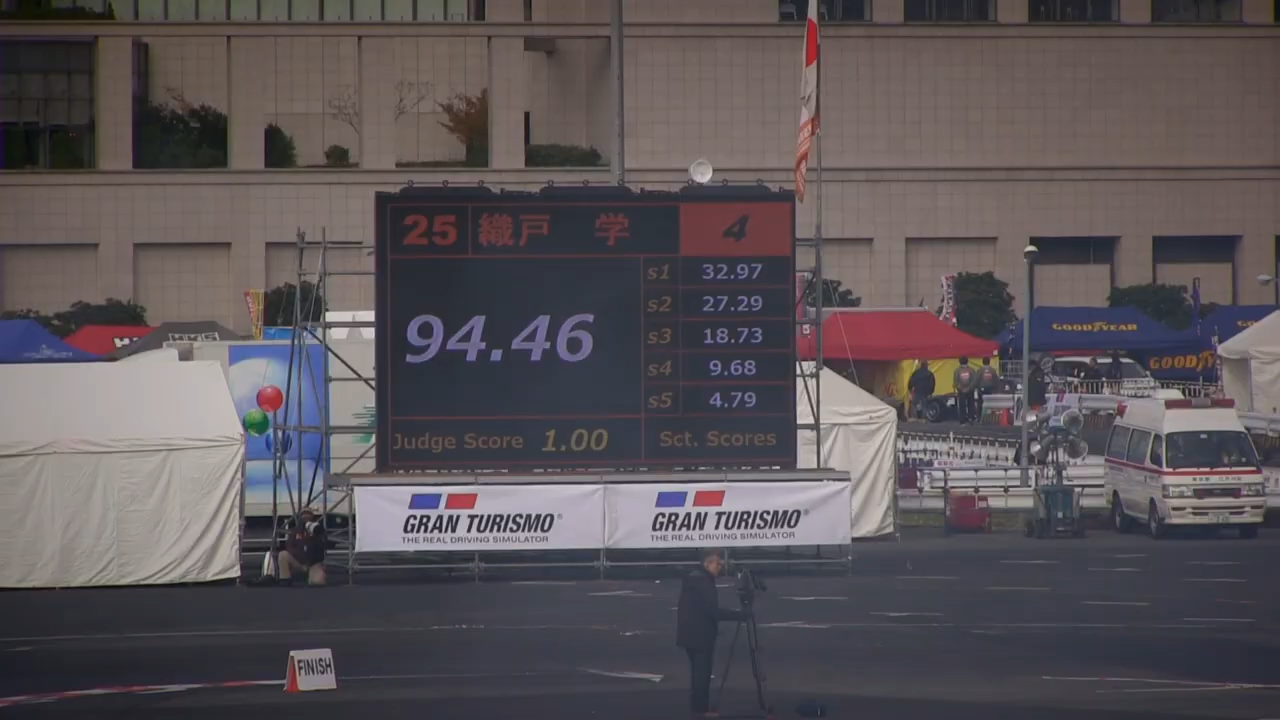 25 織戸 学 4
94.46
s1 32.97
s2 27.29
s3 18.73
s4 9.68
s5 4.79
Judge Score 1.00 Sct. Scores
GRAN TURISMO®
THE REAL DRIVING SIMULATOR
GRAN TURISMO®
THE REAL DRIVING SIMULATOR
GOODYEAR
FINISH